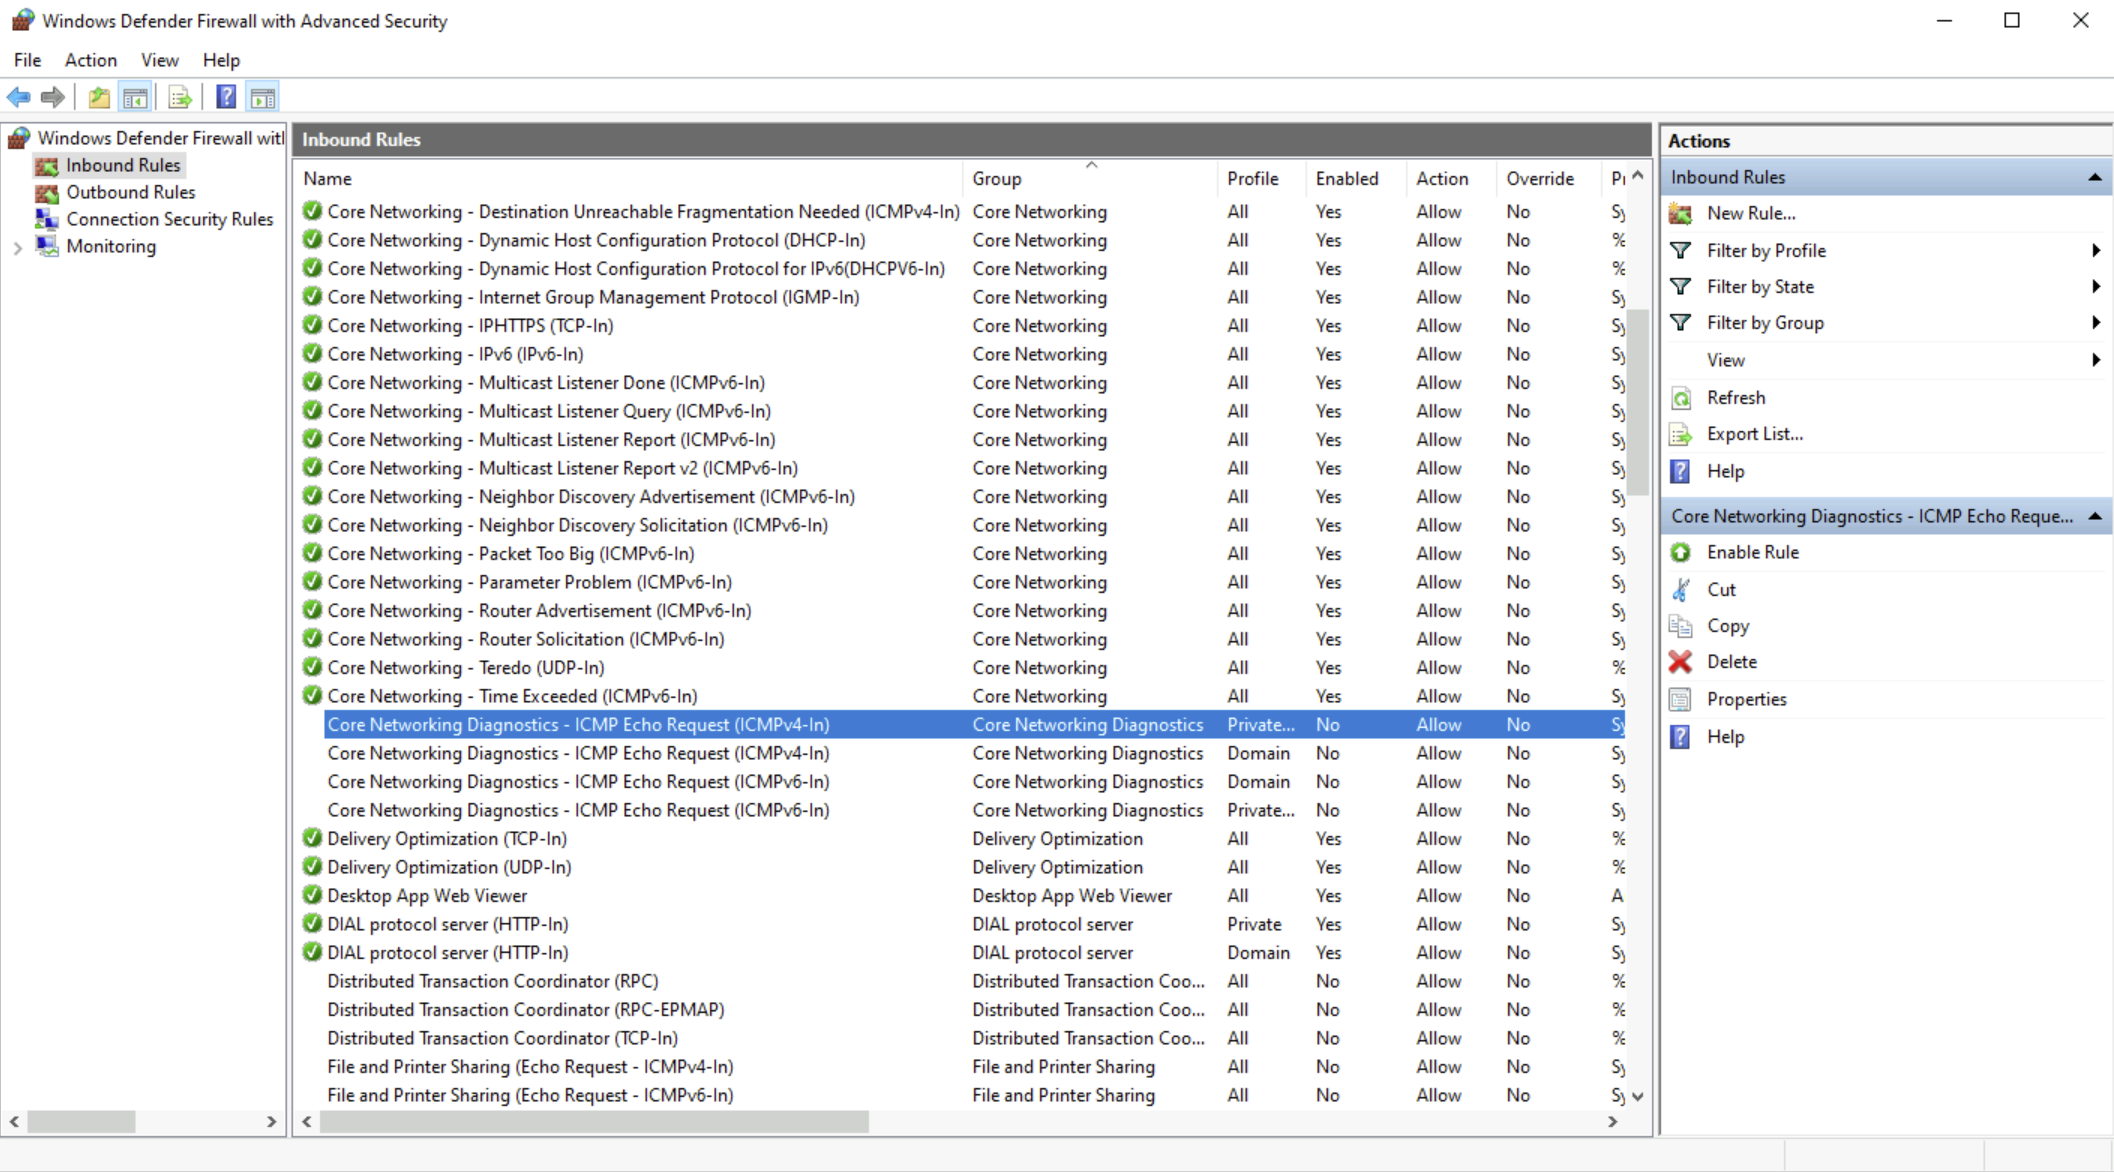 Windows Defender Firewall with Advanced Security
File Action View Help
Windows Defender Firewall wit
Inbound Rules
Outbound Rules
Connection Security Rules
Monitoring
Inbound Rules
Name Group Profile Enabled Action Override
Core Networking - Destination Unreachable Fragmentation Needed (ICMPv4-In) Core Networking All Yes Allow No
Core Networking - Dynamic Host Configuration Protocol (DHCP-In) Core Networking All Yes Allow No %
Core Networking - Dynamic Host Configuration Protocol for IPv6(DHCPV6-In) Core Networking All Yes Allow No %
Core Networking - Internet Group Management Protocol (IGMP-In) Core Networking All Yes Allow No
Core Networking - IPHTTPS (TCP-In) Core Networking All Yes Allow No
Core Networking - IPv6 (IPv6-In) Core Networking All Yes Allow No
Core Networking - Multicast Listener Done (ICMPv6-In) Core Networking All Yes Allow No
Core Networking - Multicast Listener Query (ICMPv6-In) Core Networking All Yes Allow No
Core Networking - Multicast Listener Report (ICMPv6-In) Core Networking All Yes Allow No
Core Networking - Multicast Listener Report v2 (ICMPv6-In) Core Networking All Yes Allow No
Core Networking - Neighbor Discovery Advertisement (ICMPv6-In) Core Networking All Yes Allow No
Core Networking - Neighbor Discovery Solicitation (ICMPv6-In) Core Networking All Yes Allow No
Core Networking - Packet Too Big (ICMPv6-In) Core Networking All Yes Allow No
Core Networking - Parameter Problem (ICMPv6-In) Core Networking All Yes Allow No
Core Networking - Router Advertisement (ICMPv6-In) Core Networking All Yes Allow No
Core Networking - Router Solicitation (ICMPv6-In) Core Networking All Yes Allow No
Core Networking - Teredo (UDP-In) Core Networking All Yes Allow No %
Core Networking - Time Exceeded (ICMPv6-In) Core Networking All Yes Allow No
Core Networking Diagnostics - ICMP Echo Request (ICMPv4-In) Core Networking Diagnostics Private... No Allow No
Core Networking Diagnostics - ICMP Echo Request (ICMPv4-In) Core Networking Diagnostics Domain No Allow No
Core Networking Diagnostics - ICMP Echo Request (ICMPv6-In) Core Networking Diagnostics Domain No Allow No
Core Networking Diagnostics - ICMP Echo Request (ICMPv6-In) Core Networking Diagnostics Private... No Allow No
Delivery Optimization (TCP-In) Delivery Optimization All Yes Allow No %
Delivery Optimization (UDP-In) Delivery Optimization All Yes Allow No %
Desktop App Web Viewer Desktop App Web Viewer All Yes Allow No A
DIAL protocol server (HTTP-In) DIAL protocol server Private Yes Allow No
DIAL protocol server (HTTP-In) DIAL protocol server Domain Yes Allow No
Distributed Transaction Coordinator (RPC) Distributed Transaction Coo... All No Allow No %
Distributed Transaction Coordinator (RPC-EPMAP) Distributed Transaction Coo... All No Allow No %
Distributed Transaction Coordinator (TCP-In) Distributed Transaction Coo... All No Allow No %
File and Printer Sharing (Echo Request - ICMPv4-In) File and Printer Sharing All No Allow No
File and Printer Sharing (Echo Request - ICMPv6-In) File and Printer Sharing All No Allow No
Actions
Inbound Rules
New Rule...
Filter by Profile
Filter by State
Filter by Group
View
Refresh
Export List...
Help
Core Networking Diagnostics - ICMP Echo Reque...
Enable Rule
Cut
Copy
Delete
Properties
Help